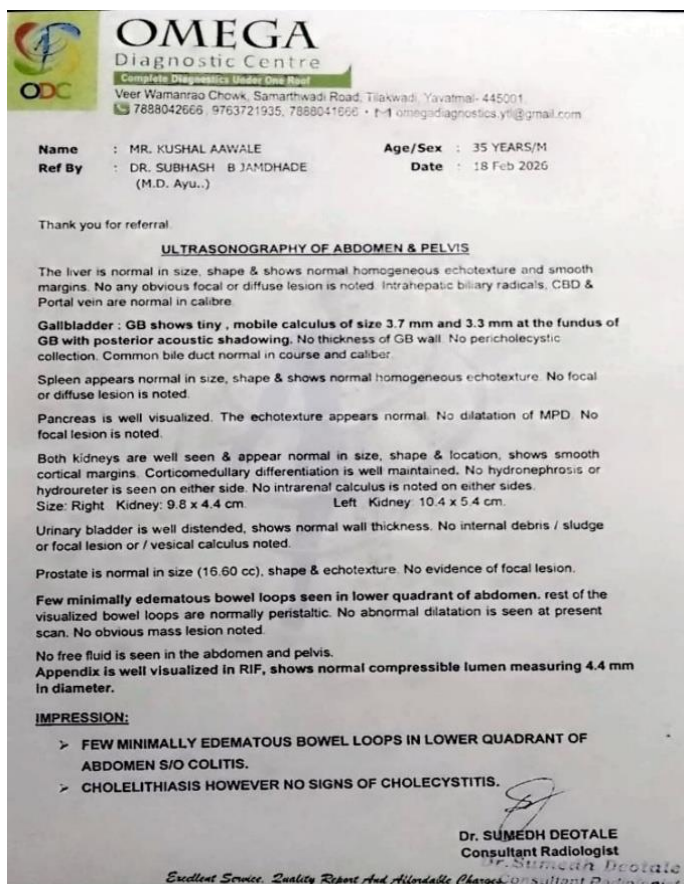 OMEGA
Diagnostic Centre
Complete Diagnostics Under One Roof
ODC
Veer Wamanrao Chowk, Samarthwadi Road, Tilakwadi, Yavatmal- 445001.
7888042666, 9763721935, 7888041666 • omegadiagnostics.ytl@gmail.com
Name : MR. KUSHAL AAWALE Age/Sex : 35 YEARS/M
Ref By : DR. SUBHASH B JAMDHADE Date : 18 Feb 2026
(M.D. Ayu..)
Thank you for referral
ULTRASONOGRAPHY OF ABDOMEN & PELVIS
The liver is normal in size, shape & shows normal homogeneous echotexture and smooth
margins. No any obvious focal or diffuse lesion is noted. Intrahepatic biliary radicals, CBD &
Portal vein are normal in calibre.
Gallbladder : GB shows tiny , mobile calculus of size 3.7 mm and 3.3 mm at the fundus of
GB with posterior acoustic shadowing. No thickness of GB wall. No pericholecystic
collection. Common bile duct normal in course and caliber.
Spleen appears normal in size, shape & shows normal homogeneous echotexture. No focal
or diffuse lesion is noted.
Pancreas is well visualized. The echotexture appears normal. No dilatation of MPD. No
focal lesion is noted.
Both kidneys are well seen & appear normal in size, shape & location, shows smooth
cortical margins. Corticomedullary differentiation is well maintained. No hydronephrosis or
hydroureter is seen on either side. No intrarenal calculus is noted on either sides.
Size: Right Kidney: 9.8 x 4.4 cm. Left Kidney: 10.4 x 5.4 cm.
Urinary bladder is well distended, shows normal wall thickness. No internal debris / sludge
or focal lesion or / vesical calculus noted.
Prostate is normal in size (16.60 cc), shape & echotexture. No evidence of focal lesion.
Few minimally edematous bowel loops seen in lower quadrant of abdomen. rest of the
visualized bowel loops are normally peristaltic. No abnormal dilatation is seen at present
scan. No obvious mass lesion noted.
No free fluid is seen in the abdomen and pelvis.
Appendix is well visualized in RIF, shows normal compressible lumen measuring 4.4 mm
In diameter.
IMPRESSION:
➢ FEW MINIMALLY EDEMATOUS BOWEL LOOPS IN LOWER QUADRANT OF
ABDOMEN S/O COLITIS.
➢ CHOLELITHIASIS HOWEVER NO SIGNS OF CHOLECYSTITIS.
Dr. SUMEDH DEOTALE
Consultant Radiologist
Dr. Sumedh Deotale
Excellent Service, Quality Report And Affordable Charges Consultant